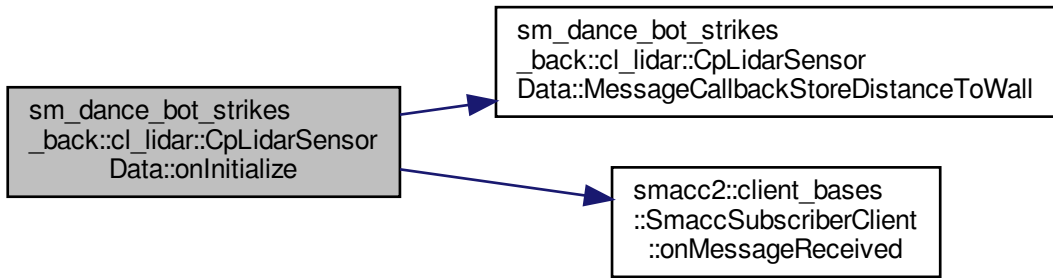 sm_dance_bot_strikes
_back::cl_lidar::CpLidarSensor
Data::onInitialize
sm_dance_bot_strikes
_back::cl_lidar::CpLidarSensor
Data::MessageCallbackStoreDistanceToWall
smacc2::client_bases
::SmaccSubscriberClient
::onMessageReceived